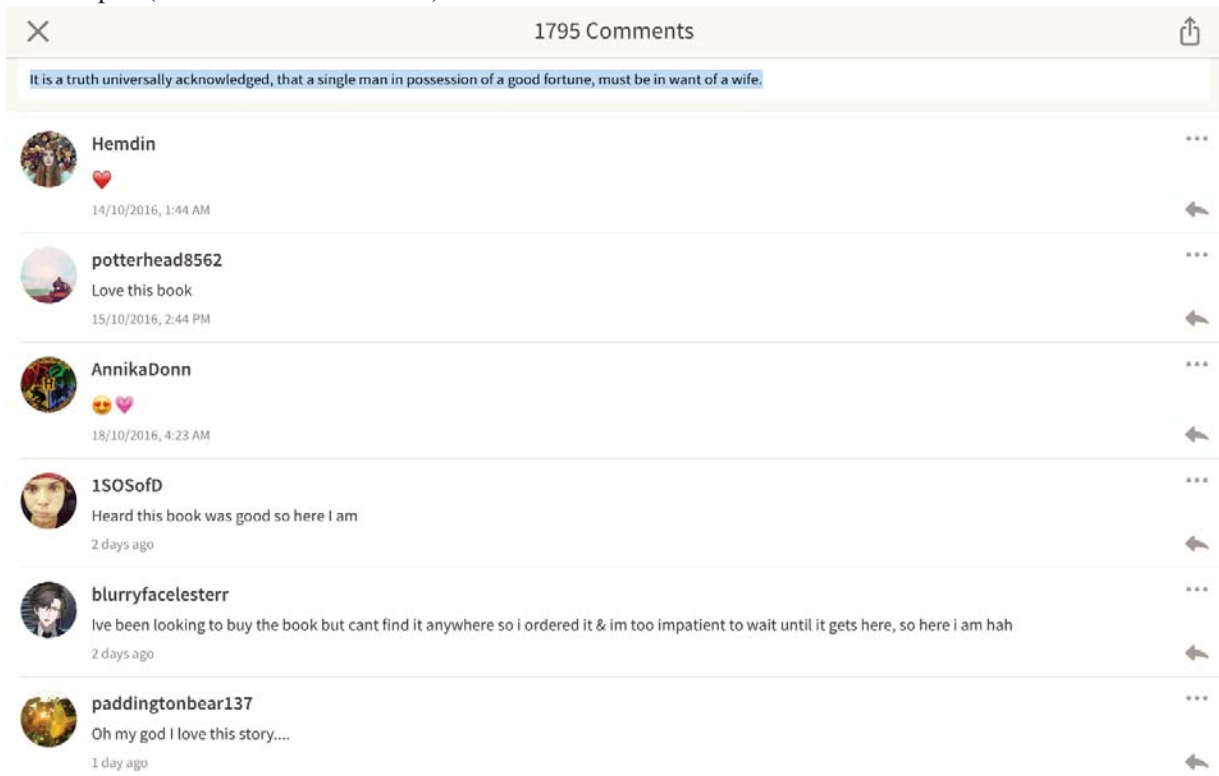 1795 Comments
It is a truth universally acknowledged, that a single man in possession of a good fortune, must be in want of a wife.
Hemdin
❤️
14/10/2016, 1:44 AM
potterhead8562
Love this book
15/10/2016, 2:44 PM
AnnikaDonn
😍💗
18/10/2016, 4:23 AM
1SOSofD
Heard this book was good so here I am
2 days ago
blurryfacelesterr
Ive been looking to buy the book but cant find it anywhere so i ordered it & im too impatient to wait until it gets here, so here i am hah
2 days ago
paddingtonbear137
Oh my god I love this story....
1 day ago